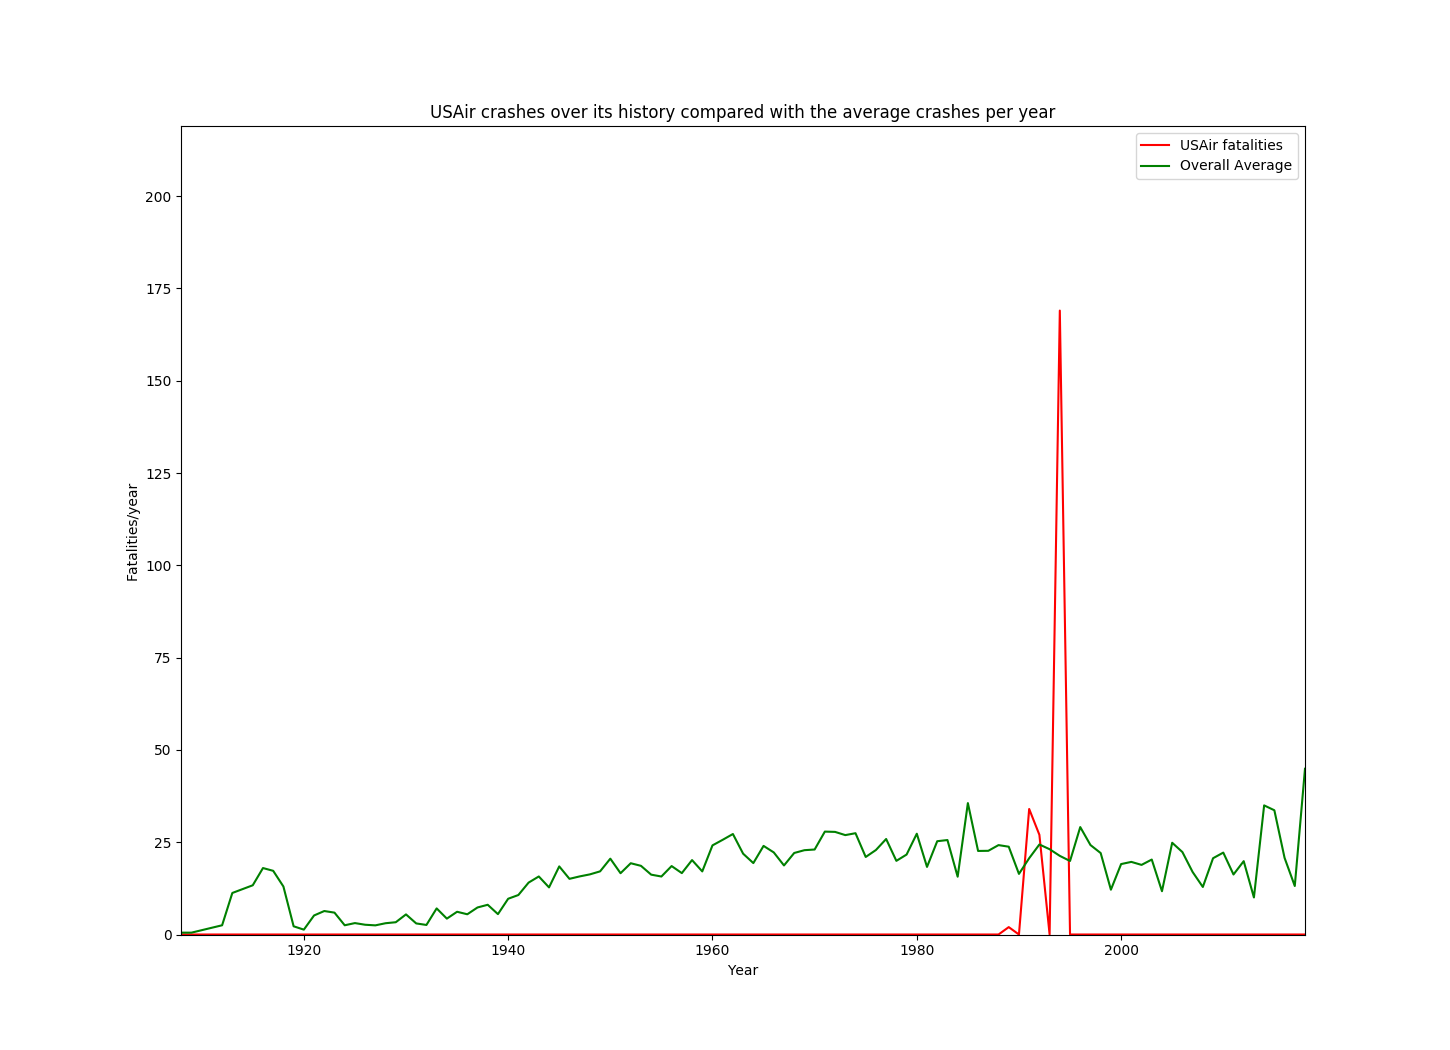 USAir crashes over its history compared with the average crashes per year
USAir fatalities
Overall Average
200
175
150
125
100
75
50
25
0
Fatalities/year
1920
1940
1960
1980
2000
Year